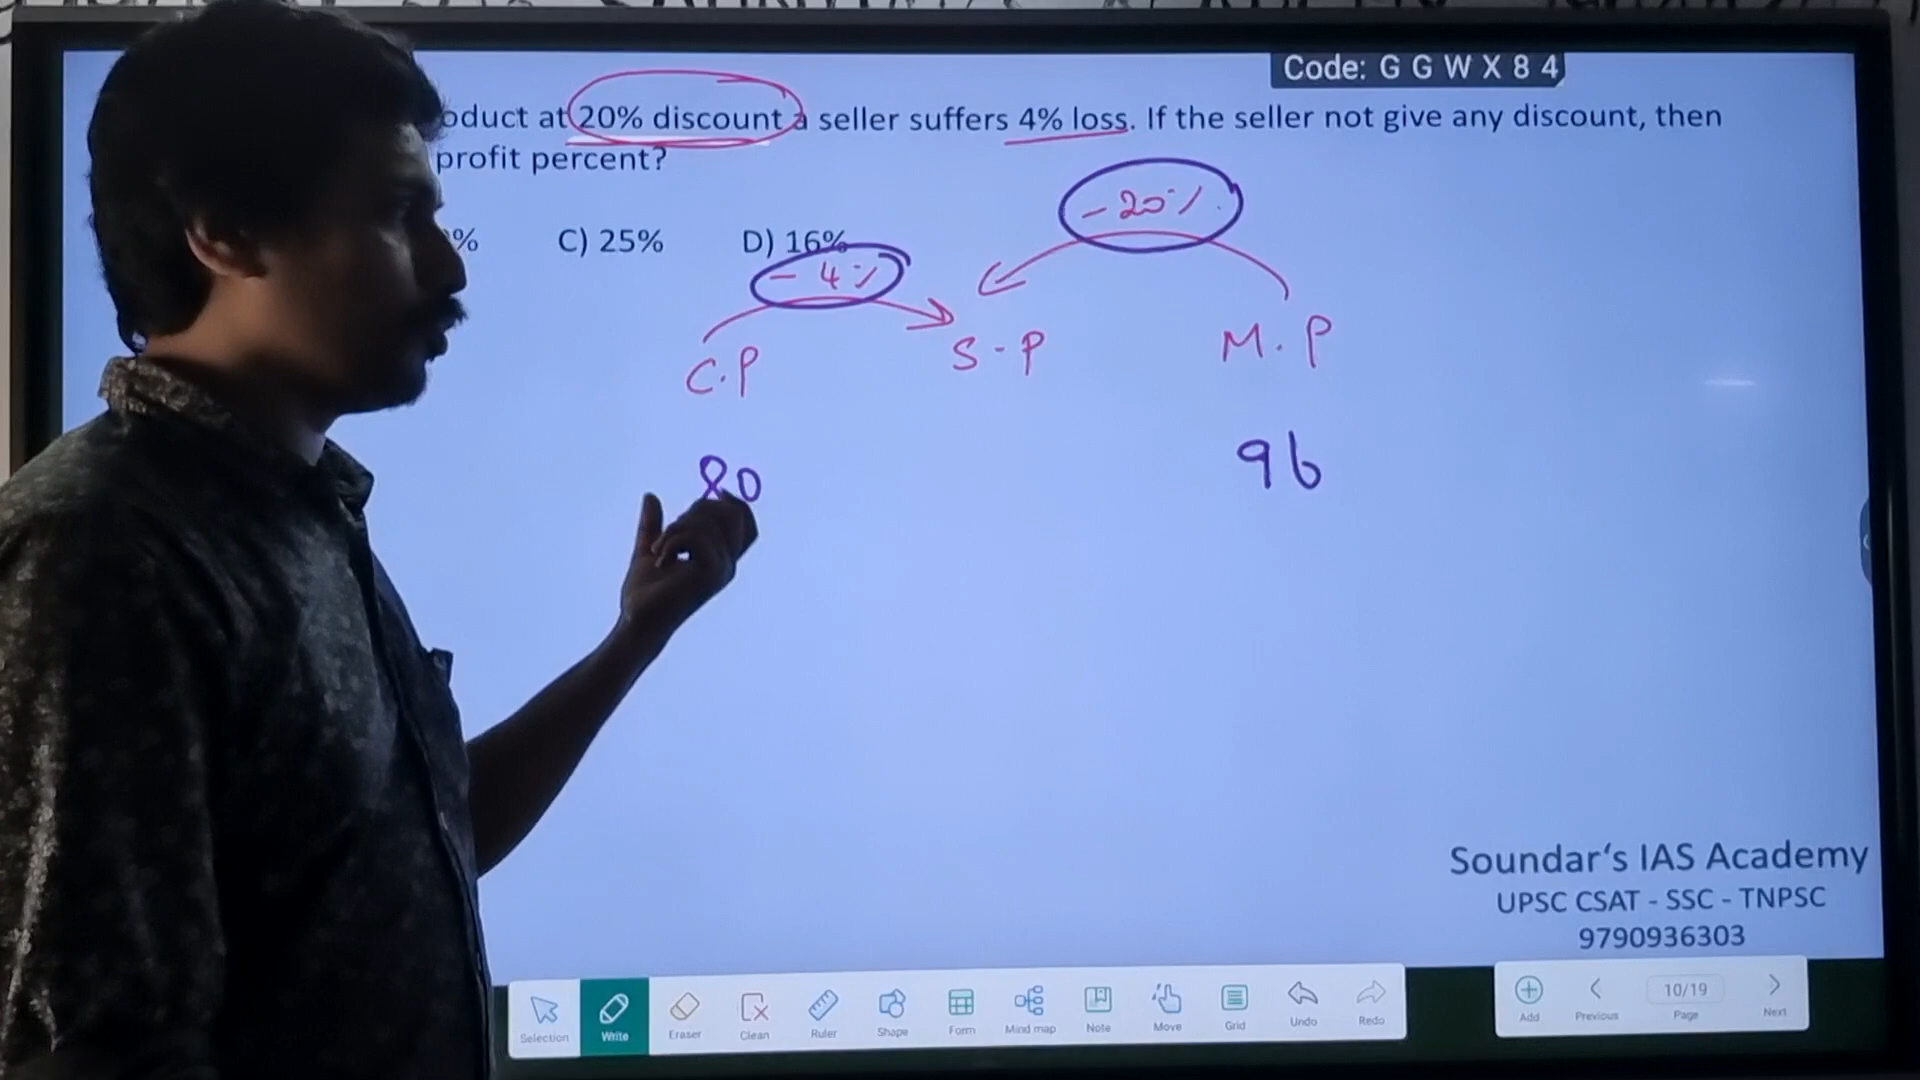 Code: G G W X 8 4
oduct at 20% discount a seller suffers 4% loss. If the seller not give any discount, then
profit percent?
% C) 25% D) 16%
- 20%
- 4%
C.P S-P M.P
80 96
Soundar's IAS Academy
UPSC CSAT - SSC - TNPSC
9790936303
Selection Write Eraser Clean Ruler Shape Form Mind map Note Move Grid Undo Redo
Add Previous 10/19 Page Next